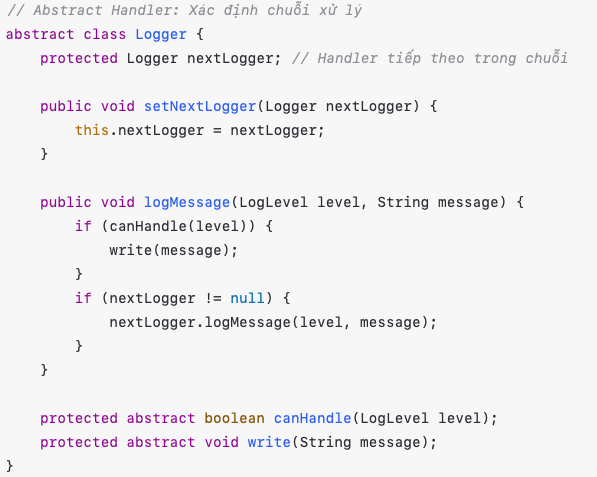 // Abstract Handler: Xác định chuỗi xử lý
abstract class Logger {
    protected Logger nextLogger; // Handler tiếp theo trong chuỗi

    public void setNextLogger(Logger nextLogger) {
        this.nextLogger = nextLogger;
    }

    public void logMessage(LogLevel level, String message) {
        if (canHandle(level)) {
            write(message);
        }
        if (nextLogger != null) {
            nextLogger.logMessage(level, message);
        }
    }

    protected abstract boolean canHandle(LogLevel level);
    protected abstract void write(String message);
}